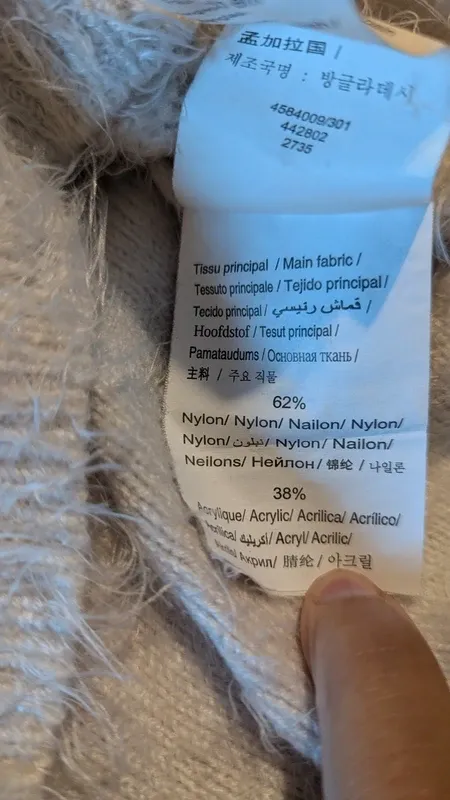 孟加拉国 /
제조국명 : 방글라데시
4584009/301
442802
2735
Tissu principal / Main fabric /
Tessuto principale / Tejido principal /
Tecido principal / قماش رئيسي /
Hoofdstof / Tesut principal /
Pamataudums / Основная ткань /
主料 / 주요 직물
62%
Nylon/ Nylon/ Nailon/ Nylon/
Nylon/ نيلون/ Nylon/ Nailon/
Neilons/ Нейлон / 锦纶 / 나일론
38%
Acrylique/ Acrylic/ Acrilica/ Acrílico/
أكريليك/ Acryl/ Acrilic/
Акрил/ 腈纶 / 아크릴